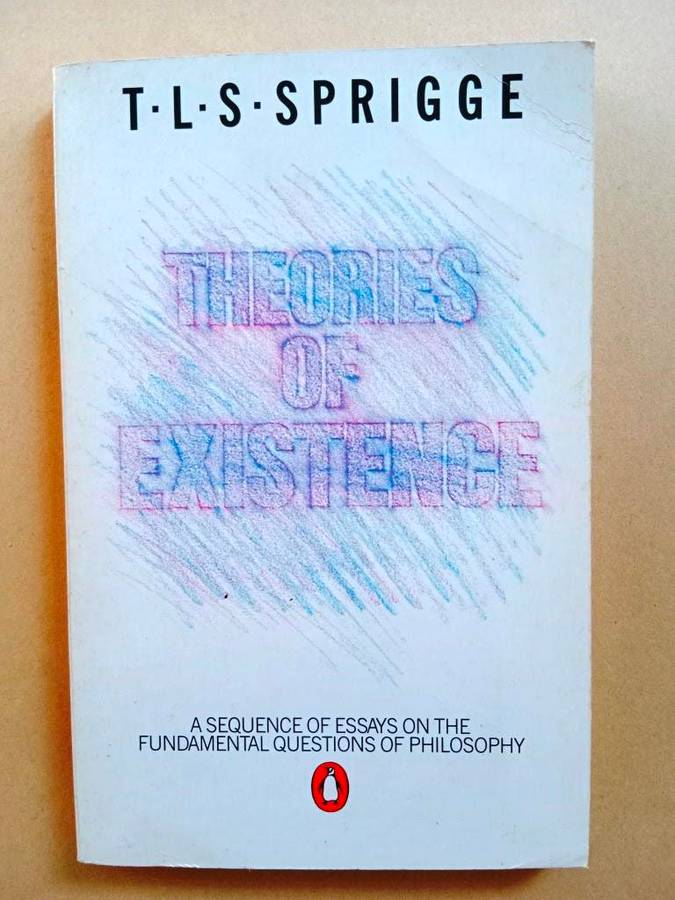 T·L·S·SPRIGGE
THEORIES
OF
EXISTENCE
A SEQUENCE OF ESSAYS ON THE
FUNDAMENTAL QUESTIONS OF PHILOSOPHY